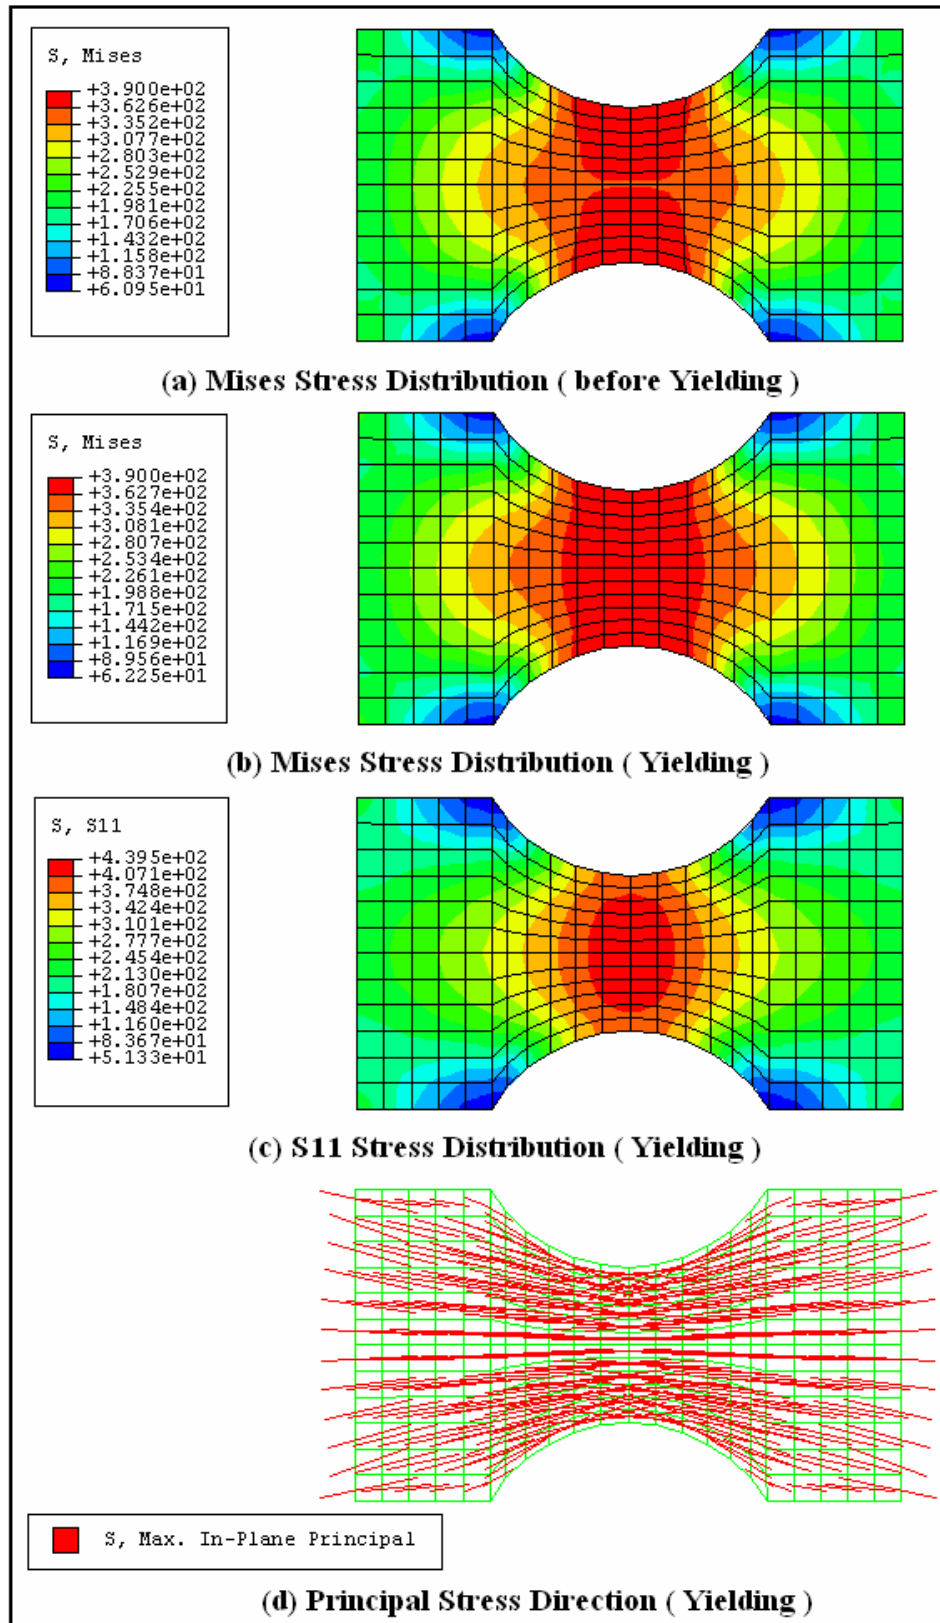 S, Mises
+3.900e+02
+3.626e+02
+3.352e+02
+3.077e+02
+2.803e+02
+2.529e+02
+2.255e+02
+1.981e+02
+1.706e+02
+1.432e+02
+1.158e+02
+8.837e+01
+6.095e+01
(a) Mises Stress Distribution ( before Yielding )
S, Mises
+3.900e+02
+3.627e+02
+3.354e+02
+3.081e+02
+2.807e+02
+2.534e+02
+2.261e+02
+1.988e+02
+1.715e+02
+1.442e+02
+1.169e+02
+8.956e+01
+6.225e+01
(b) Mises Stress Distribution ( Yielding )
S, S11
+4.395e+02
+4.071e+02
+3.748e+02
+3.424e+02
+3.101e+02
+2.777e+02
+2.454e+02
+2.130e+02
+1.807e+02
+1.484e+02
+1.160e+02
+8.367e+01
+5.133e+01
(c) S11 Stress Distribution ( Yielding )
S, Max. In-Plane Principal
(d) Principal Stress Direction ( Yielding )